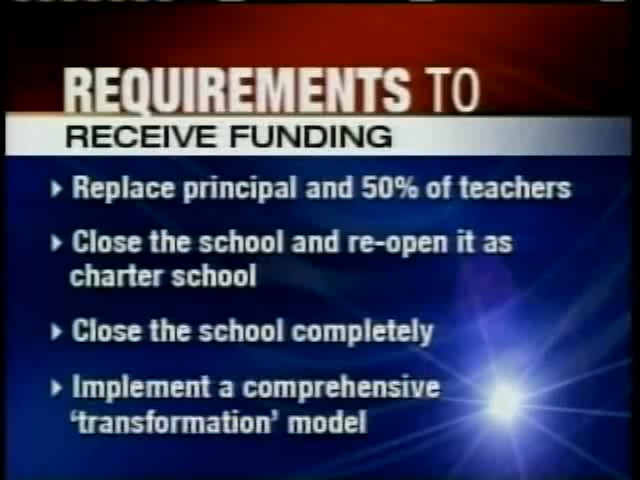 REQUIREMENTS TO
RECEIVE FUNDING
Replace principal and 50% of teachers
Close the school and re-open it as
charter school
Close the school completely
Implement a comprehensive
‘transformation’ model